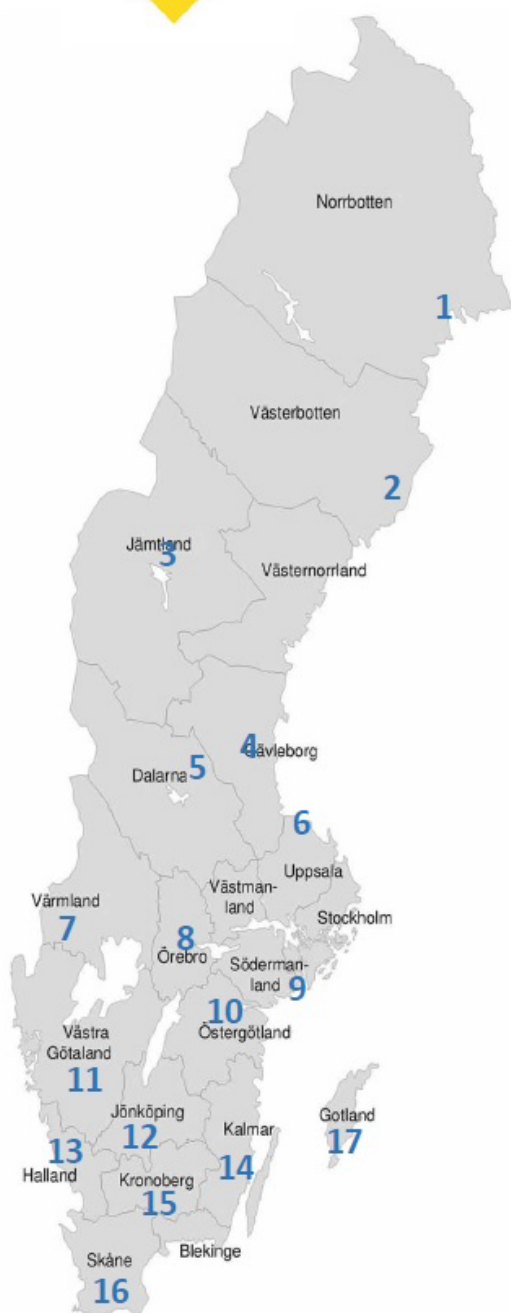 Norrbotten
1
Västerbotten
2
Jämtland
3
Västernorrland
4
Gävleborg
5
Dalarna
6
Uppsala
Västman-
land
Värmland
7
Stockholm
8
Örebro
Söderman-
land
9
10
Östergötland
Västra
Götaland
11
Jönköping
12
Kalmar
Gotland
17
13
Halland
14
Kronoberg
15
Blekinge
Skåne
16